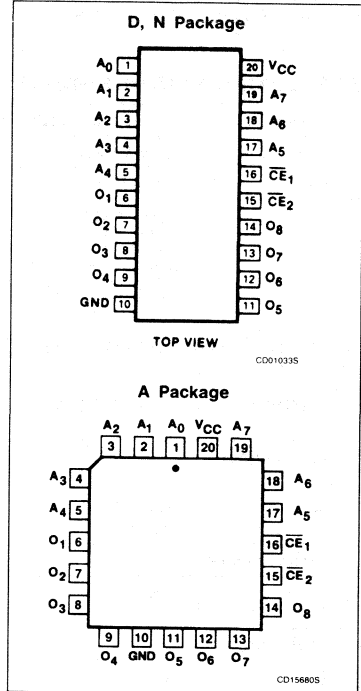 D, N Package
A0 1 20 VCC
A1 2 19 A7
A2 3 18 A6
A3 4 17 A5
A4 5 16 C̅E̅1
O1 6 15 C̅E̅2
O2 7 14 O8
O3 8 13 O7
O4 9 12 O6
GND 10 11 O5
TOP VIEW
CD01033S
A Package
A2 A1 A0 VCC A7
3 2 1 20 19
A3 4 18 A6
A4 5 17 A5
O1 6 16 C̅E̅1
O2 7 15 C̅E̅2
O3 8 14 O8
9 10 11 12 13
O4 GND O5 O6 O7
CD15680S